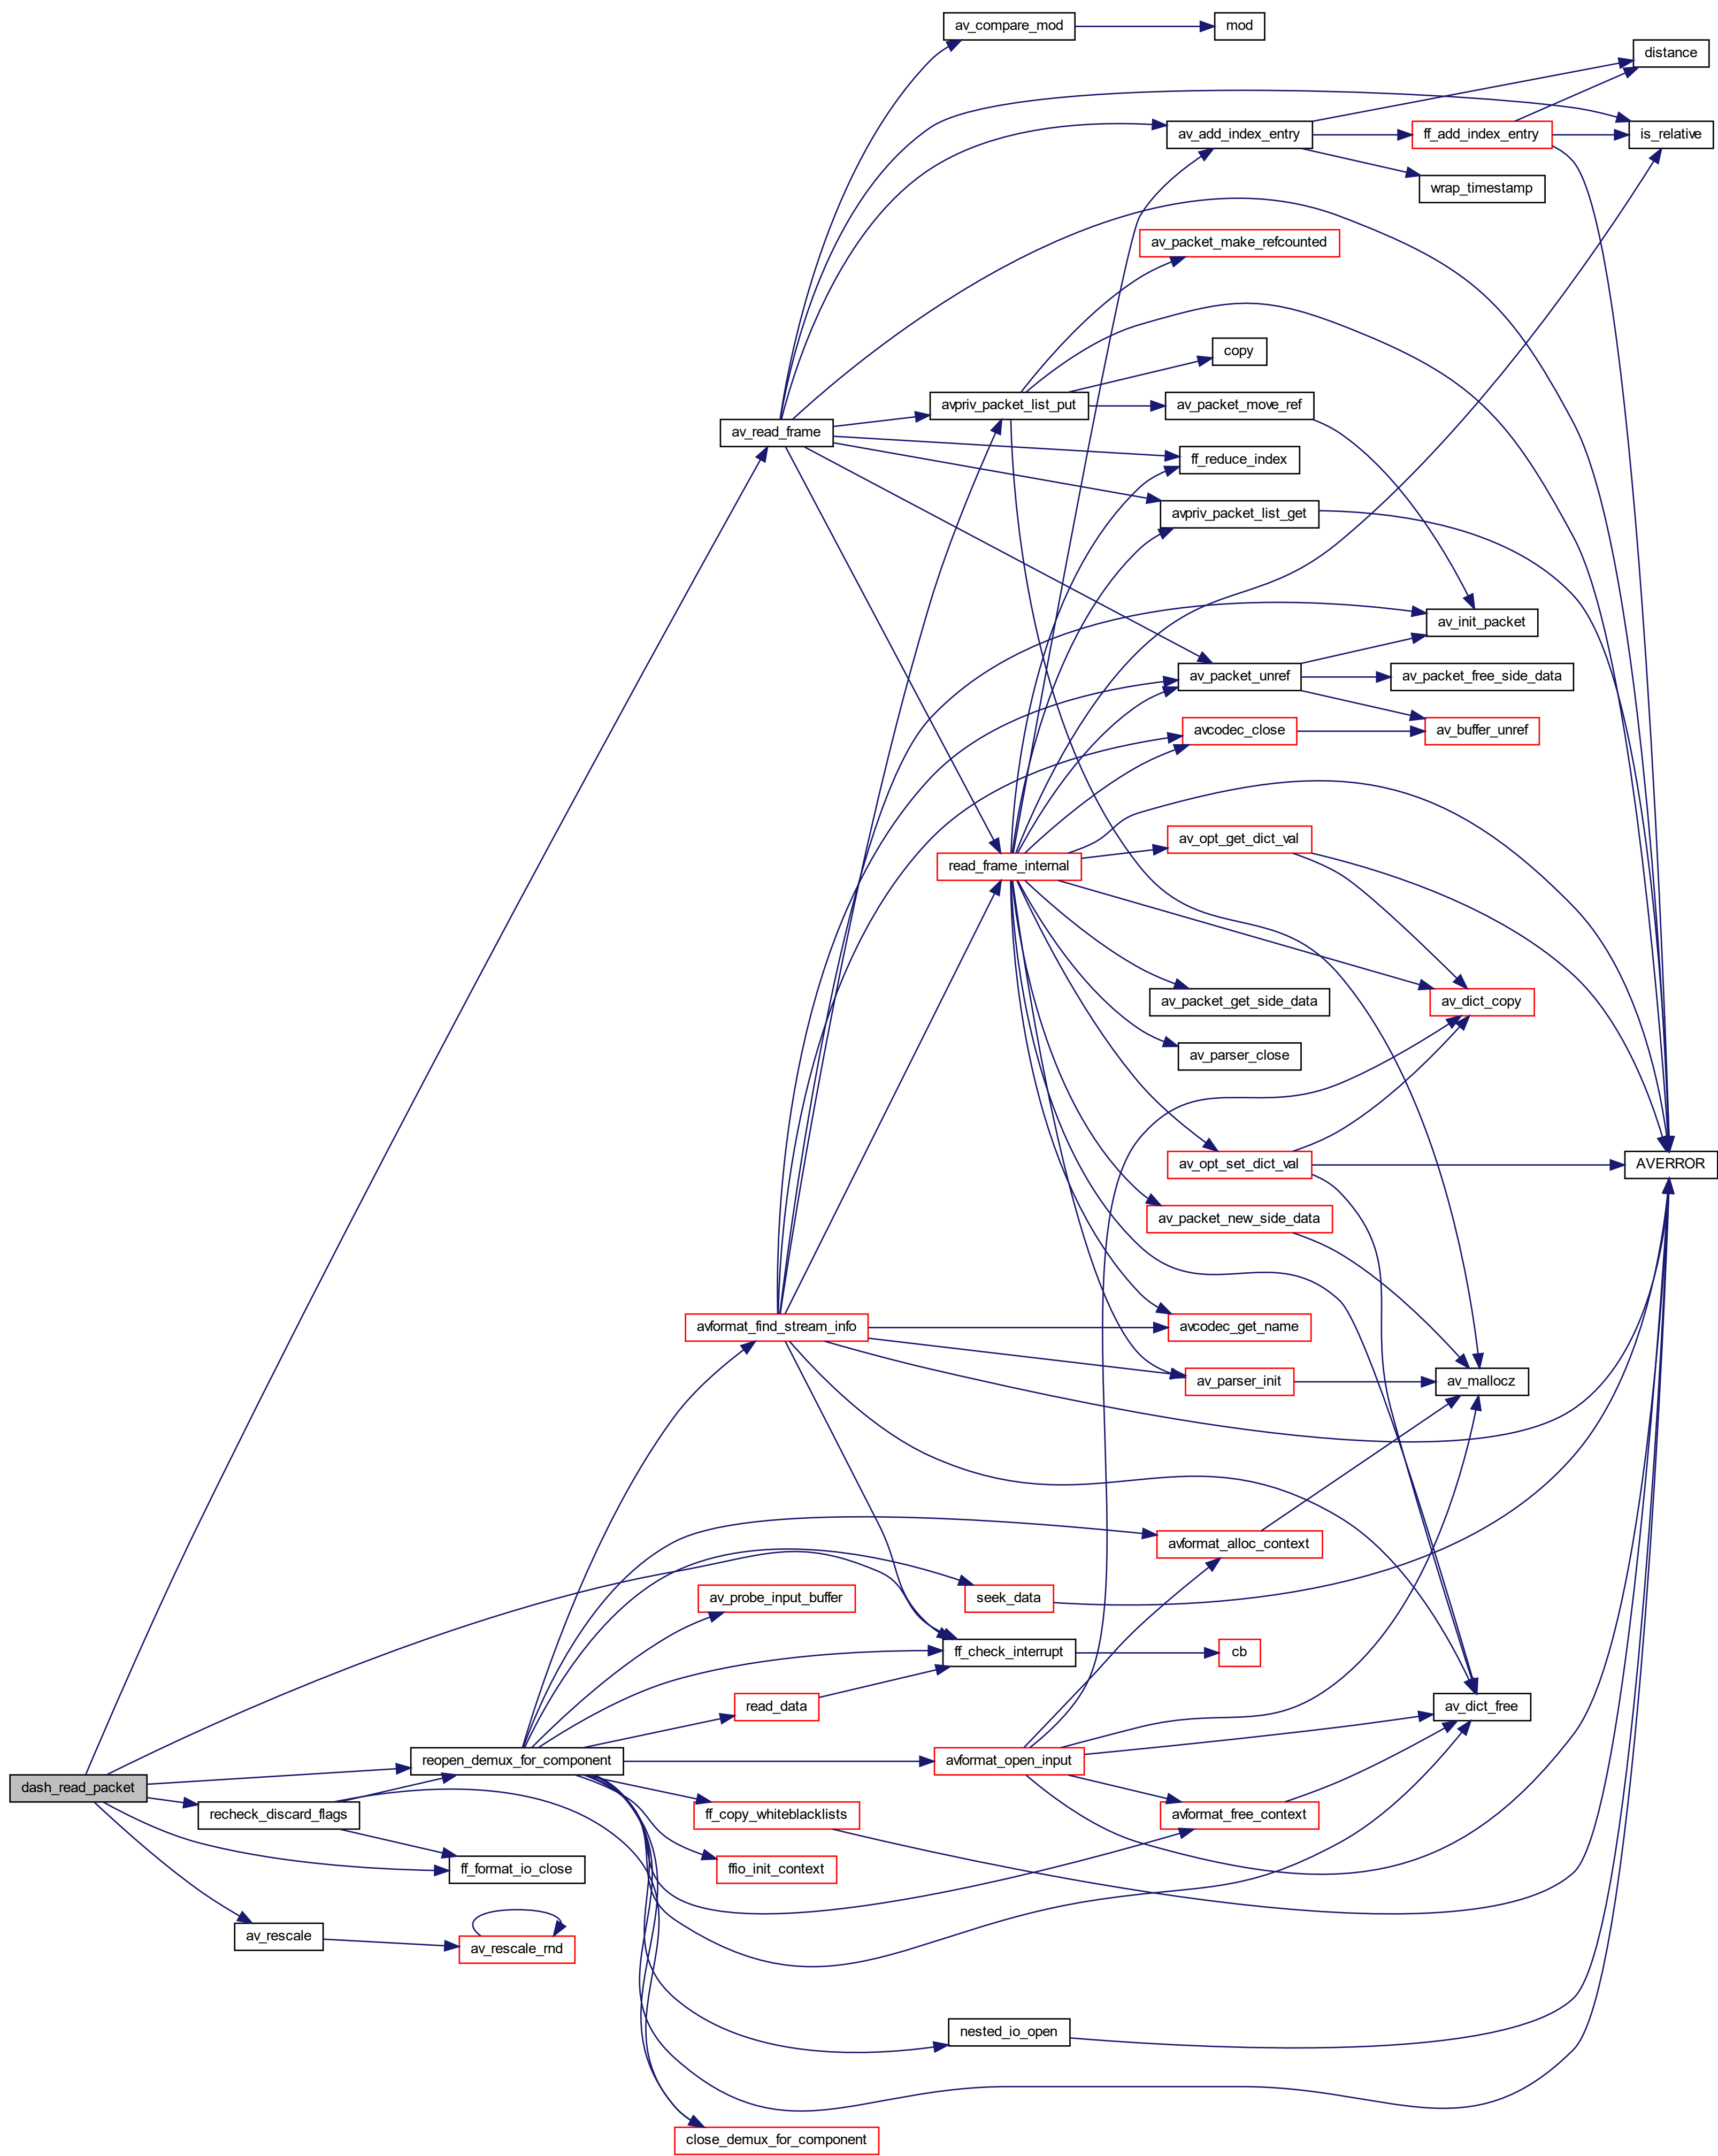 av_compare_mod
mod
distance
av_add_index_entry
ff_add_index_entry
is_relative
wrap_timestamp
av_packet_make_refcounted
copy
avpriv_packet_list_put
av_packet_move_ref
av_read_frame
ff_reduce_index
avpriv_packet_list_get
av_init_packet
av_packet_unref
av_packet_free_side_data
avcodec_close
av_buffer_unref
av_opt_get_dict_val
read_frame_internal
av_packet_get_side_data
av_dict_copy
av_parser_close
av_opt_set_dict_val
AVERROR
av_packet_new_side_data
avformat_find_stream_info
avcodec_get_name
av_parser_init
av_mallocz
avformat_alloc_context
av_probe_input_buffer
seek_data
ff_check_interrupt
cb
read_data
av_dict_free
reopen_demux_for_component
avformat_open_input
dash_read_packet
recheck_discard_flags
ff_copy_whiteblacklists
avformat_free_context
ff_format_io_close
ffio_init_context
av_rescale
av_rescale_rnd
nested_io_open
close_demux_for_component